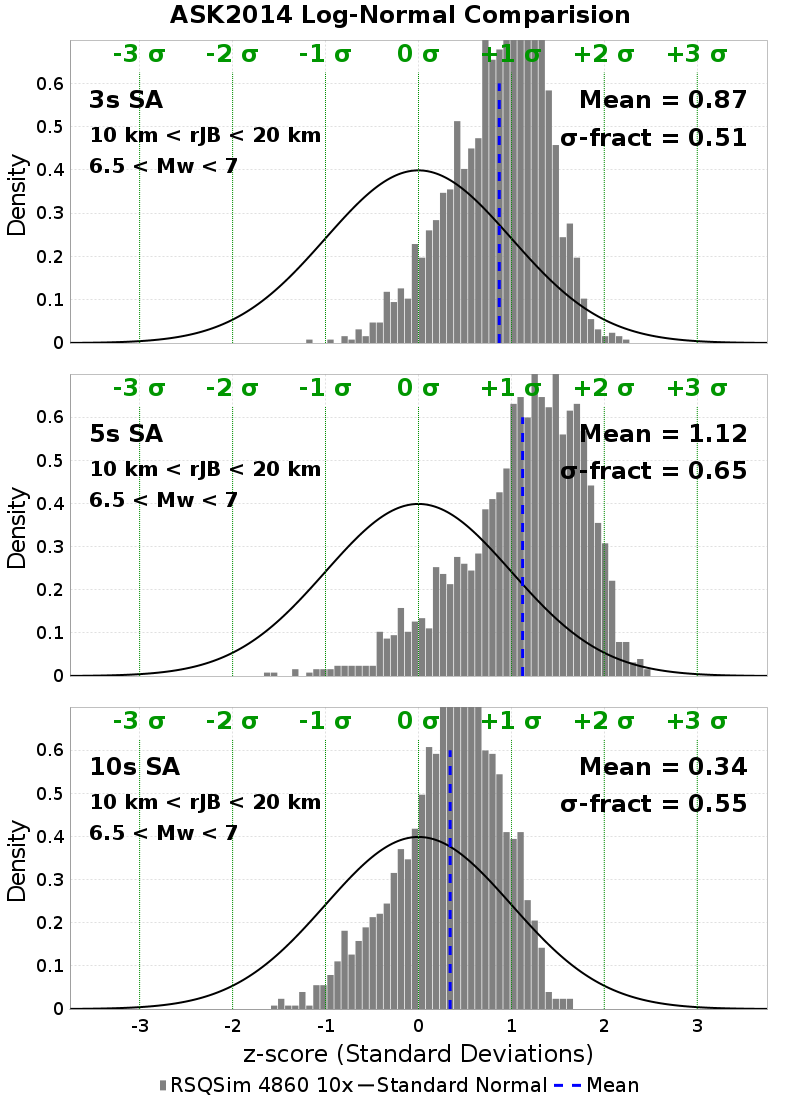 ASK2014 Log-Normal Comparision
-3 σ -2 σ -1 σ 0 σ +1 σ +2 σ +3 σ
3s SA
Mean = 0.87
10 km < rJB < 20 km
σ-fract = 0.51
6.5 < Mw < 7
Density
0.6
0.5
0.4
0.3
0.2
0.1
0
-3 σ -2 σ -1 σ 0 σ +1 σ +2 σ +3 σ
5s SA
Mean = 1.12
10 km < rJB < 20 km
σ-fract = 0.65
6.5 < Mw < 7
Density
0.6
0.5
0.4
0.3
0.2
0.1
0
-3 σ -2 σ -1 σ 0 σ +1 σ +2 σ +3 σ
10s SA
Mean = 0.34
10 km < rJB < 20 km
σ-fract = 0.55
6.5 < Mw < 7
Density
0.6
0.5
0.4
0.3
0.2
0.1
0
-3 -2 -1 0 1 2 3
z-score (Standard Deviations)
RSQSim 4860 10x Standard Normal Mean